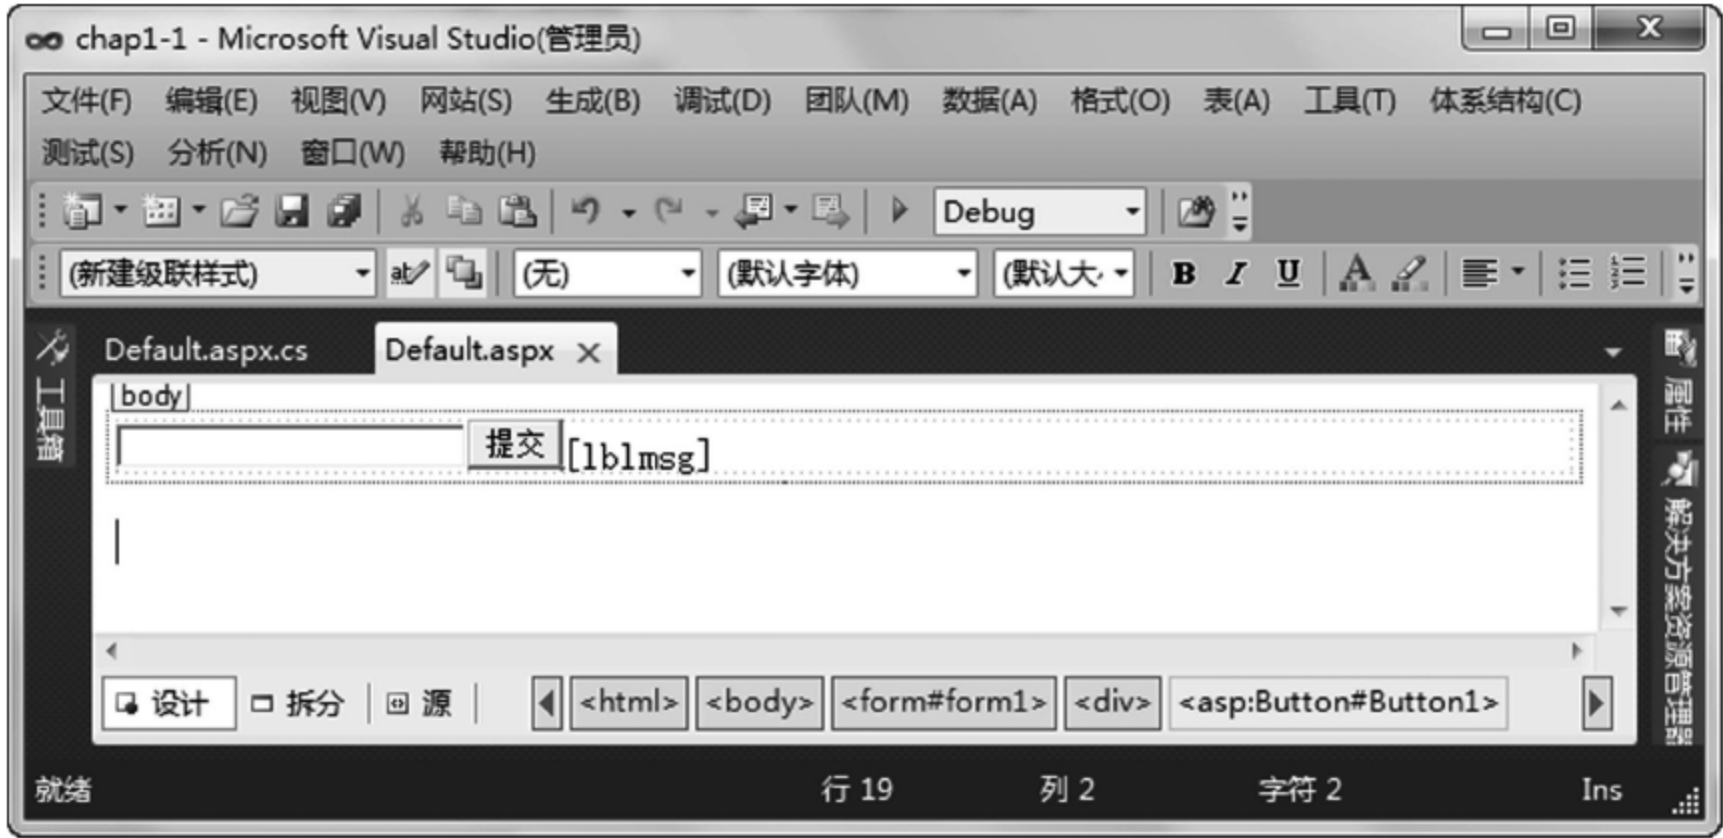 chap1-1 - Microsoft Visual Studio(管理员)
文件(F) 编辑(E) 视图(V) 网站(S) 生成(B) 调试(D) 团队(M) 数据(A) 格式(O) 表(A) 工具(T) 体系结构(C)
测试(S) 分析(N) 窗口(W) 帮助(H)
Debug
(新建级联样式) (无) (默认字体) (默认大 B I U A
Default.aspx.cs Default.aspx
工具箱
属性
解决方案资源管理器
body
提交 [lblmsg]
设计 拆分 源 <html> <body> <form#form1> <div> <asp:Button#Button1>
就绪 行 19 列 2 字符 2 Ins